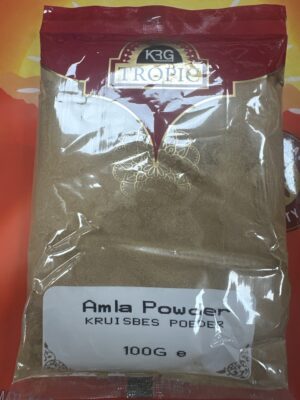 KRG
TROPIC
Amla Powder
KRUISBES POEDER
100G e